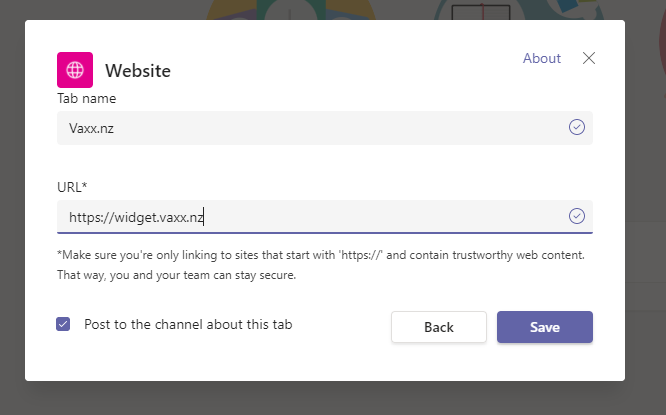 Website
About
Tab name
Vaxx.nz
URL*
https://widget.vaxx.nz
*Make sure you're only linking to sites that start with 'https://' and contain trustworthy web content.
That way, you and your team can stay secure.
Post to the channel about this tab
Back
Save